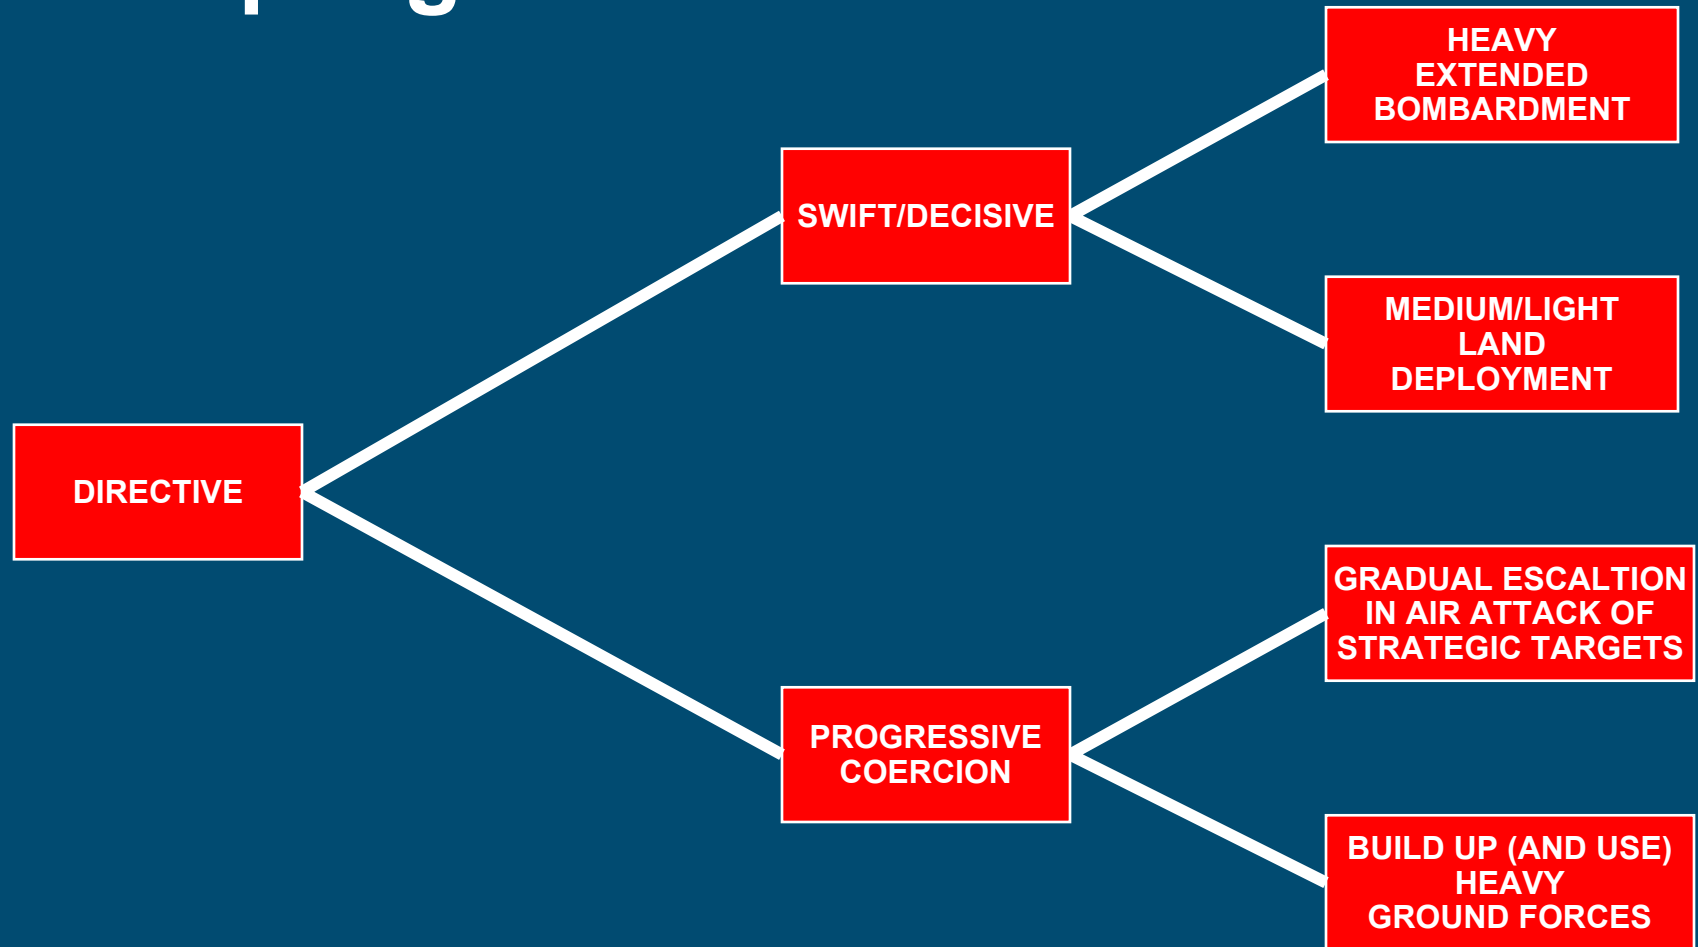 HEAVY
EXTENDED
BOMBARDMENT
SWIFT/DECISIVE
MEDIUM/LIGHT
LAND
DEPLOYMENT
DIRECTIVE
GRADUAL ESCALTION
IN AIR ATTACK OF
STRATEGIC TARGETS
PROGRESSIVE
COERCION
BUILD UP (AND USE)
HEAVY
GROUND FORCES